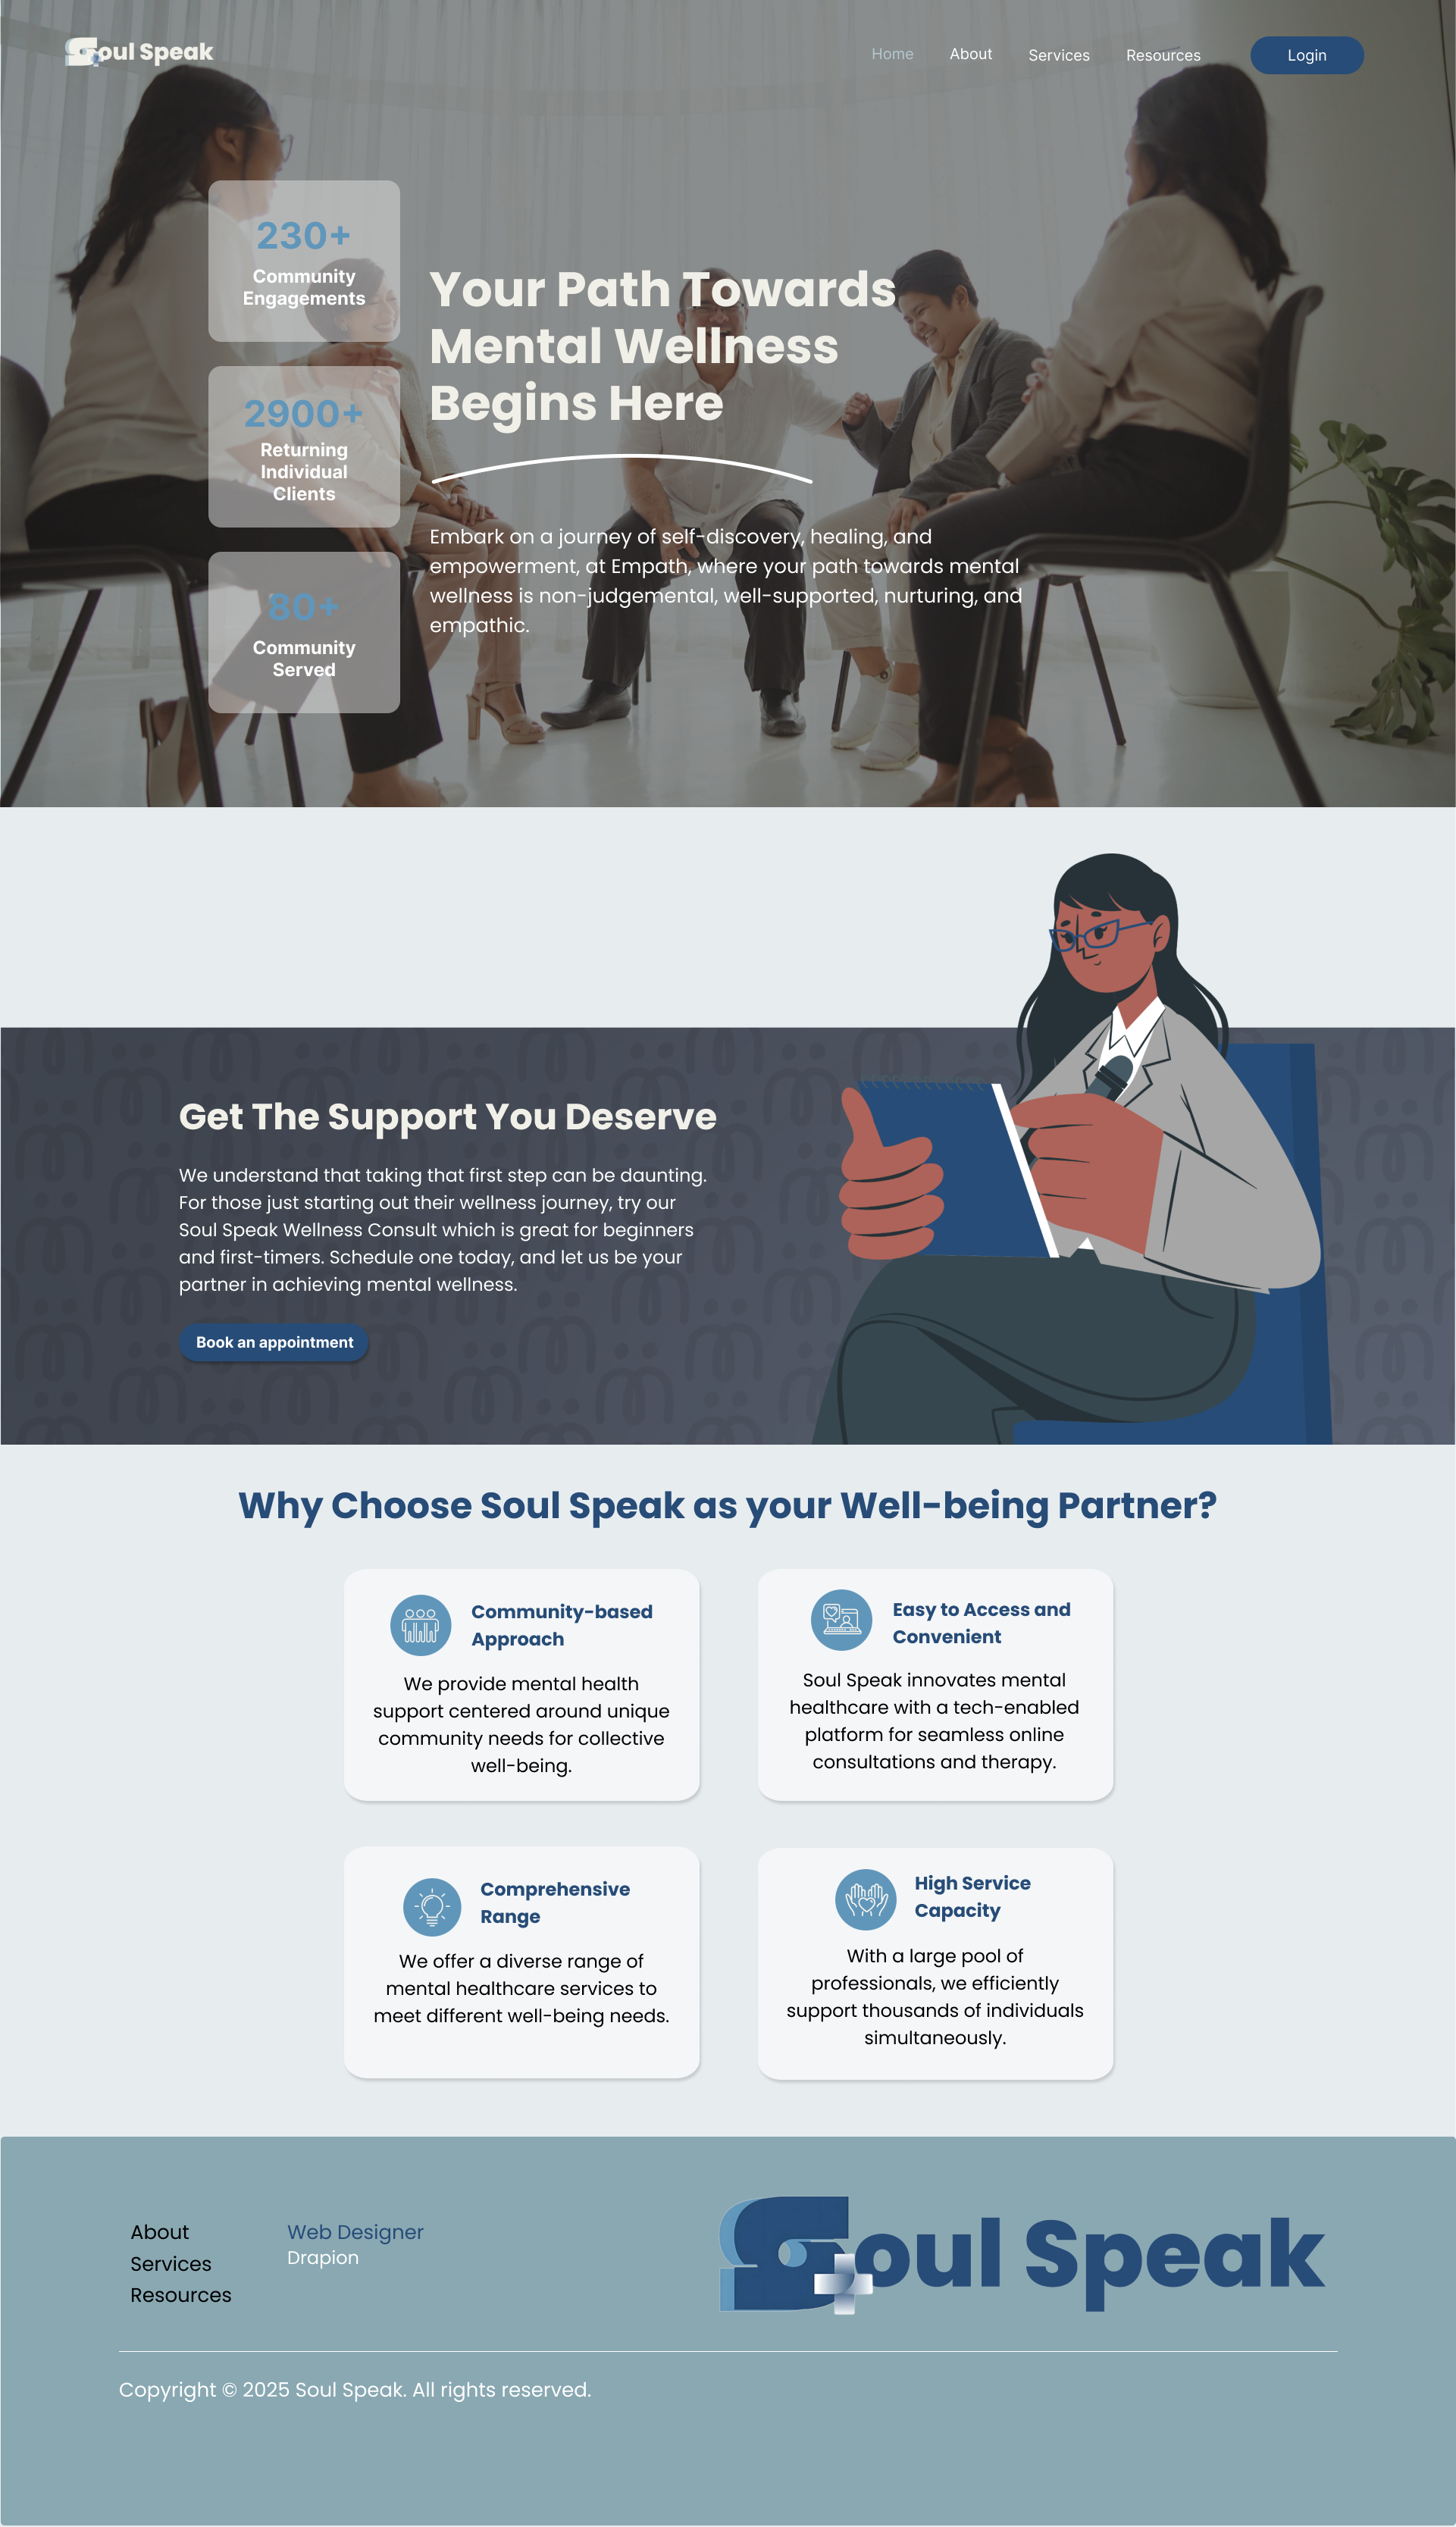 Soul Speak
Home
About
Services
Resources
Login
230+
Community
Engagements
2900+
Returning
Individual
Clients
80+
Community
Served
Your Path Towards
Mental Wellness
Begins Here
Embark on a journey of self-discovery, healing, and
empowerment, at Empath, where your path towards mental
wellness is non-judgemental, well-supported, nurturing, and
empathic.
Get The Support You Deserve
We understand that taking that first step can be daunting.
For those just starting out their wellness journey, try our
Soul Speak Wellness Consult which is great for beginners
and first-timers. Schedule one today, and let us be your
partner in achieving mental wellness.
Book an appointment
Why Choose Soul Speak as your Well-being Partner?
Community-based
Approach
We provide mental health
support centered around unique
community needs for collective
well-being.
Easy to Access and
Convenient
Soul Speak innovates mental
healthcare with a tech-enabled
platform for seamless online
consultations and therapy.
Comprehensive
Range
We offer a diverse range of
mental healthcare services to
meet different well-being needs.
High Service
Capacity
With a large pool of
professionals, we efficiently
support thousands of individuals
simultaneously.
About
Services
Resources
Web Designer
Drapion
Soul Speak
Copyright © 2025 Soul Speak. All rights reserved.